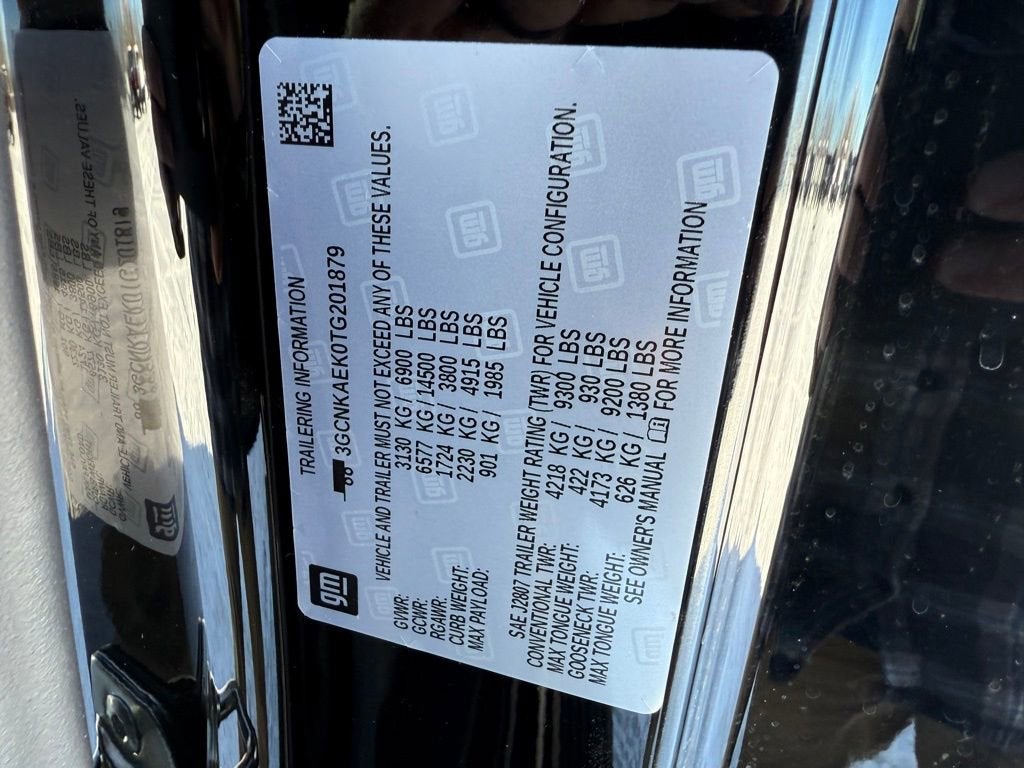 gm
TRAILERING INFORMATION
3GCNKAEK0TG201879
VEHICLE AND TRAILER MUST NOT EXCEED ANY OF THESE VALUES.
GVWR: 3130 KG / 6900 LBS
GCWR: 6577 KG / 14500 LBS
RGAWR: 1724 KG / 3800 LBS
CURB WEIGHT: 2230 KG / 4915 LBS
MAX PAYLOAD: 901 KG / 1985 LBS
SAE J2807 TRAILER WEIGHT RATING (TWR) FOR VEHICLE CONFIGURATION.
CONVENTIONAL TWR: 4218 KG / 9300 LBS
MAX TONGUE WEIGHT: 422 KG / 930 LBS
GOOSENECK TWR: 4173 KG / 9200 LBS
MAX TONGUE WEIGHT: 626 KG / 1380 LBS
SEE OWNER'S MANUAL FOR MORE INFORMATION